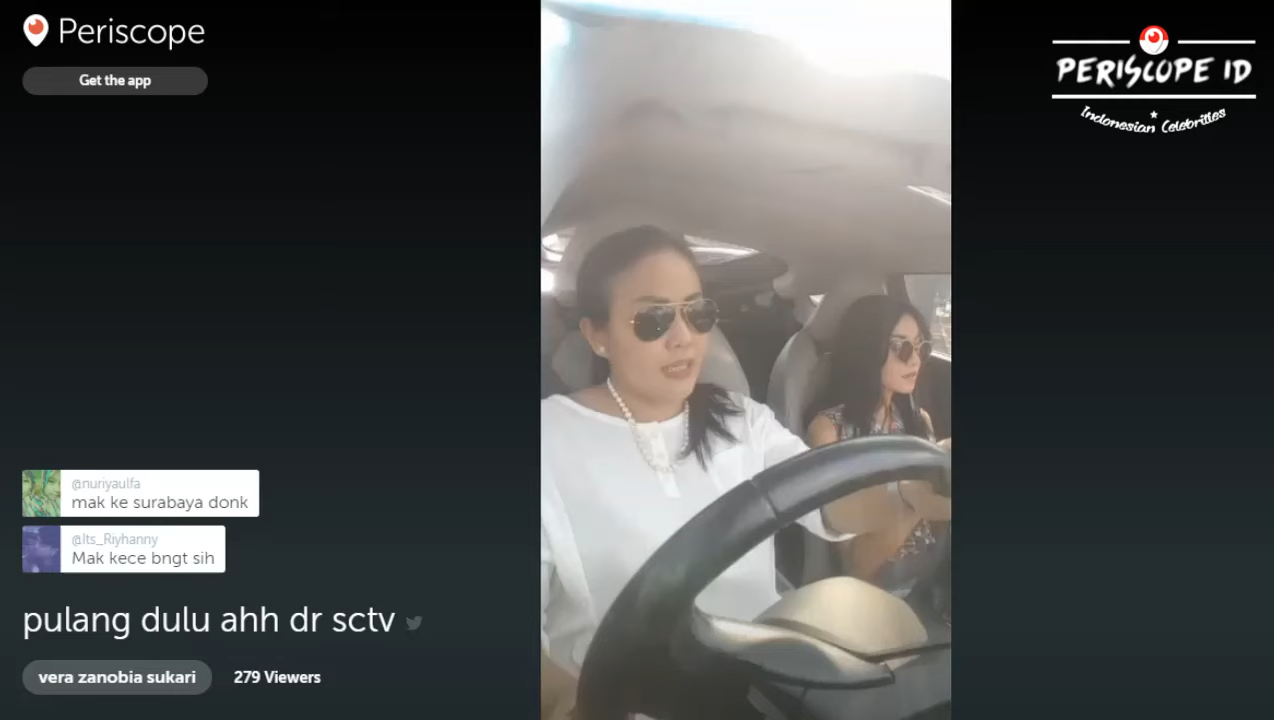 Periscope
Get the app
PERISCOPE ID
Indonesian Celebrities
@nuriyaulfa
mak ke surabaya donk
@Its_Riyhanny
Mak kece bngt sih
pulang dulu ahh dr sctv
vera zanobia sukari
279 Viewers